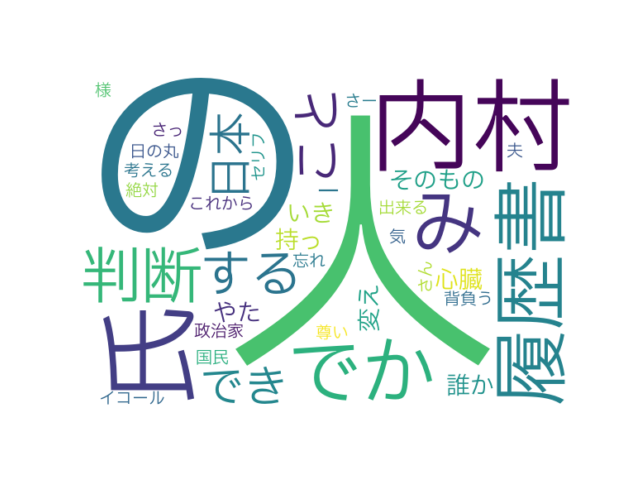 様
の
人
内村
こと
さー
さっ
日本
セリフ
夫
日の丸
考える
絶対
これから
ー
そのもの
み
履歴書
いき
出来る
持っ
気
判断
する
忘れ
さん
心臓
背負う
氏
やた
変え
政治家
尊い
国民
でき
でか
誰か
イコール